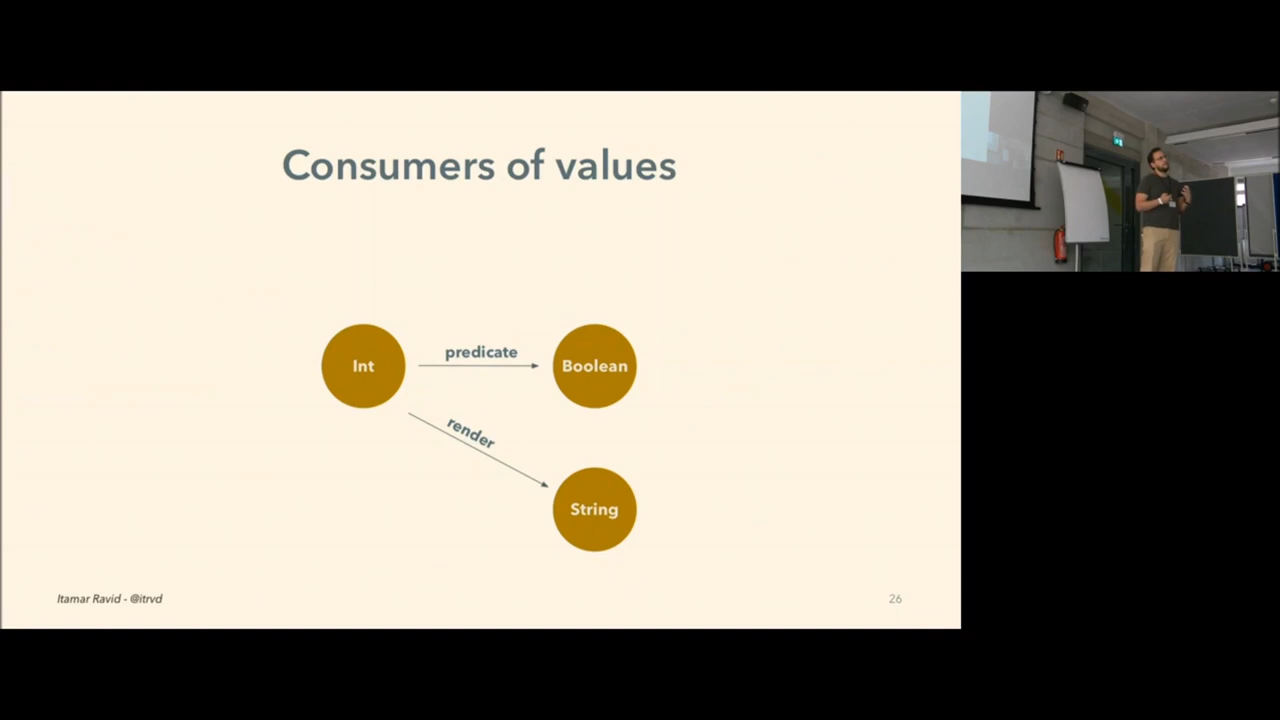 Consumers of values
Int
predicate
Boolean
render
String
Itamar Ravid - @itrvd
26